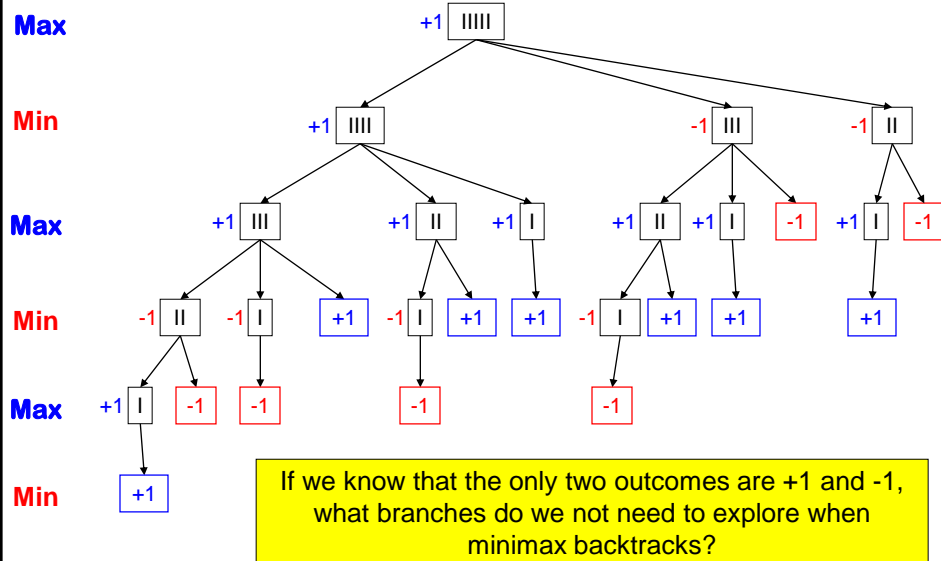 Max +1 IIIII
Min +1 IIII -1 III -1 II
Max +1 III +1 II +1 I +1 II +1 I -1 +1 I -1
Min -1 II -1 I +1 -1 I +1 +1 -1 I +1 +1 +1
Max +1 I -1 -1 -1 -1
Min +1
If we know that the only two outcomes are +1 and -1,
what branches do we not need to explore when
minimax backtracks?